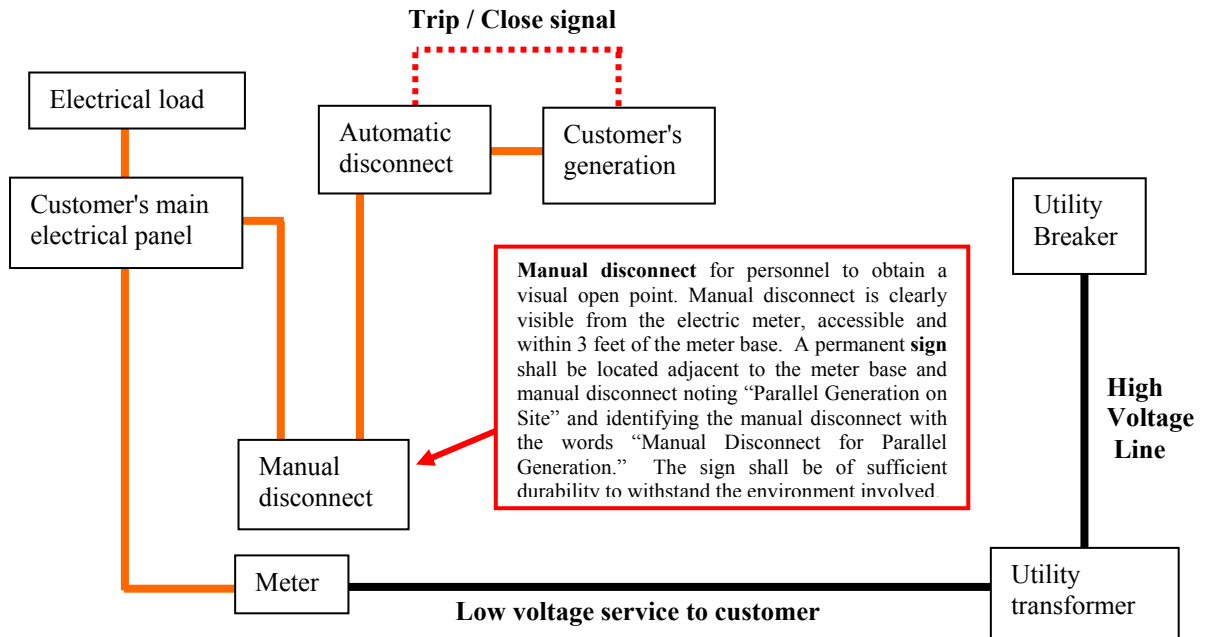 Trip / Close signal
Electrical load
Automatic
disconnect
Customer's
generation
Customer's main
electrical panel
Utility
Breaker
Manual disconnect for personnel to obtain a
visual open point. Manual disconnect is clearly
visible from the electric meter, accessible and
within 3 feet of the meter base. A permanent sign
shall be located adjacent to the meter base and
manual disconnect noting “Parallel Generation on
Site” and identifying the manual disconnect with
the words “Manual Disconnect for Parallel
Generation.” The sign shall be of sufficient
durability to withstand the environment involved.
High
Voltage
Line
Manual
disconnect
Meter
Low voltage service to customer
Utility
transformer